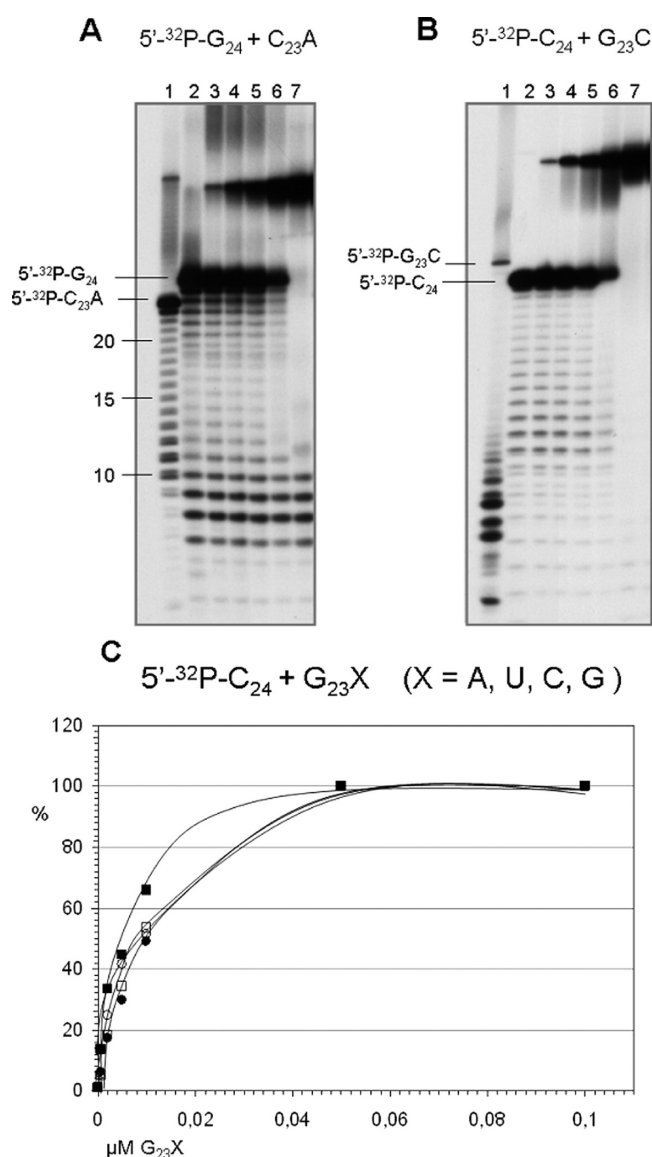 A 5'-³²P-G₂₄ + C₂₃A
1 2 3 4 5 6 7
5'-³²P-G₂₄
5'-³²P-C₂₃A
20
15
10
B 5'-³²P-C₂₄ + G₂₃C
1 2 3 4 5 6 7
5'-³²P-G₂₃C
5'-³²P-C₂₄
C 5'-³²P-C₂₄ + G₂₃X (X = A, U, C, G )
120
100
%
80
60
40
20
0
0 0,02 0,04 0,06 0,08 0,1
µM G₂₃X